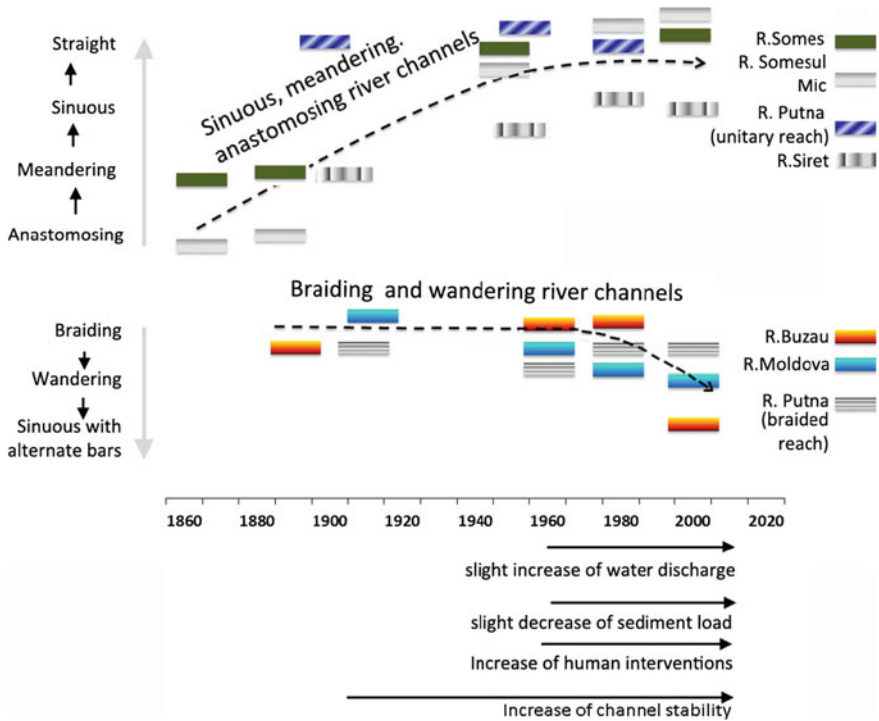 Straight
Sinuous
Meandering
Anastomosing
Sinuous, meandering.
anastomosing river channels
R.Somes
R. Somesul
Mic
R. Putna
(unitary reach)
R.Siret
Braiding and wandering river channels
Braiding
Wandering
Sinuous with
alternate bars
R.Buzau
R.Moldova
R. Putna
(braided
reach)
1860 1880 1900 1920 1940 1960 1980 2000 2020
slight increase of water discharge
slight decrease of sediment load
Increase of human interventions
Increase of channel stability